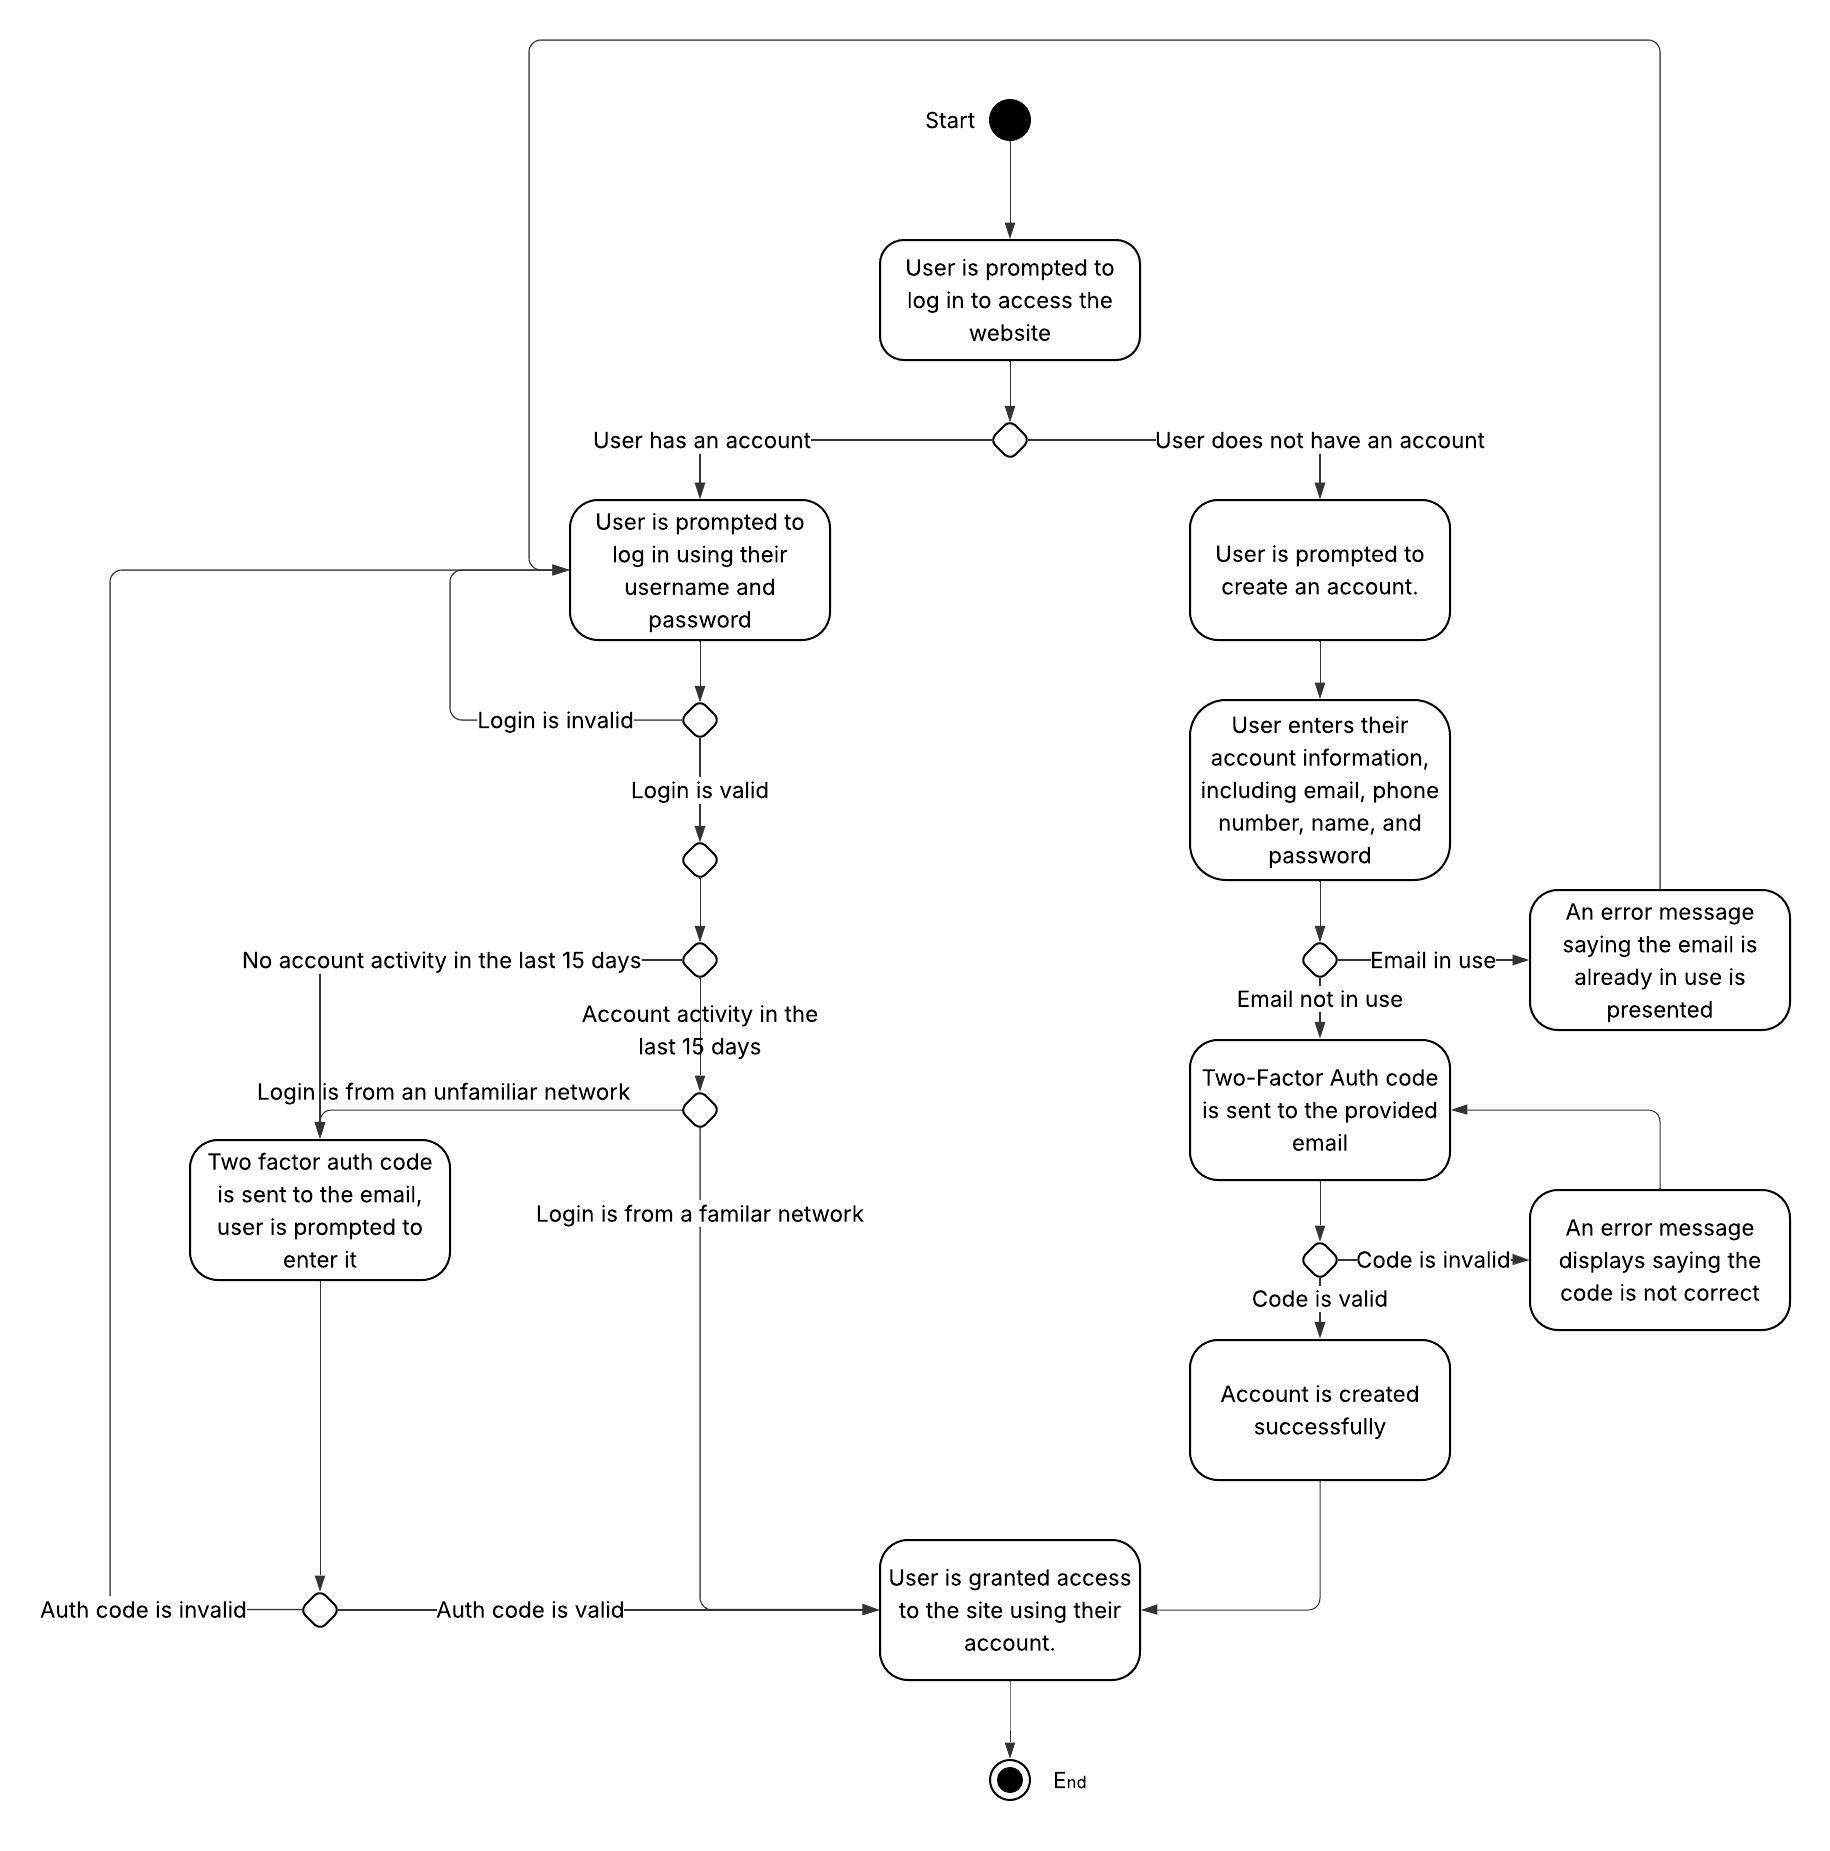 Start
User is prompted to
log in to access the
website
User has an account
User does not have an account
User is prompted to
log in using their
username and
password
User is prompted to
create an account.
Login is invalid
User enters their
account information,
including email, phone
number, name, and
password
Login is valid
No account activity in the last 15 days
Email in use
An error message
saying the email is
already in use is
presented
Account activity in the
last 15 days
Email not in use
Login is from an unfamiliar network
Two-Factor Auth code
is sent to the provided
email
Two factor auth code
is sent to the email,
user is prompted to
enter it
Login is from a familar network
Code is invalid
An error message
displays saying the
code is not correct
Code is valid
Account is created
successfully
Auth code is invalid
Auth code is valid
User is granted access
to the site using their
account.
End